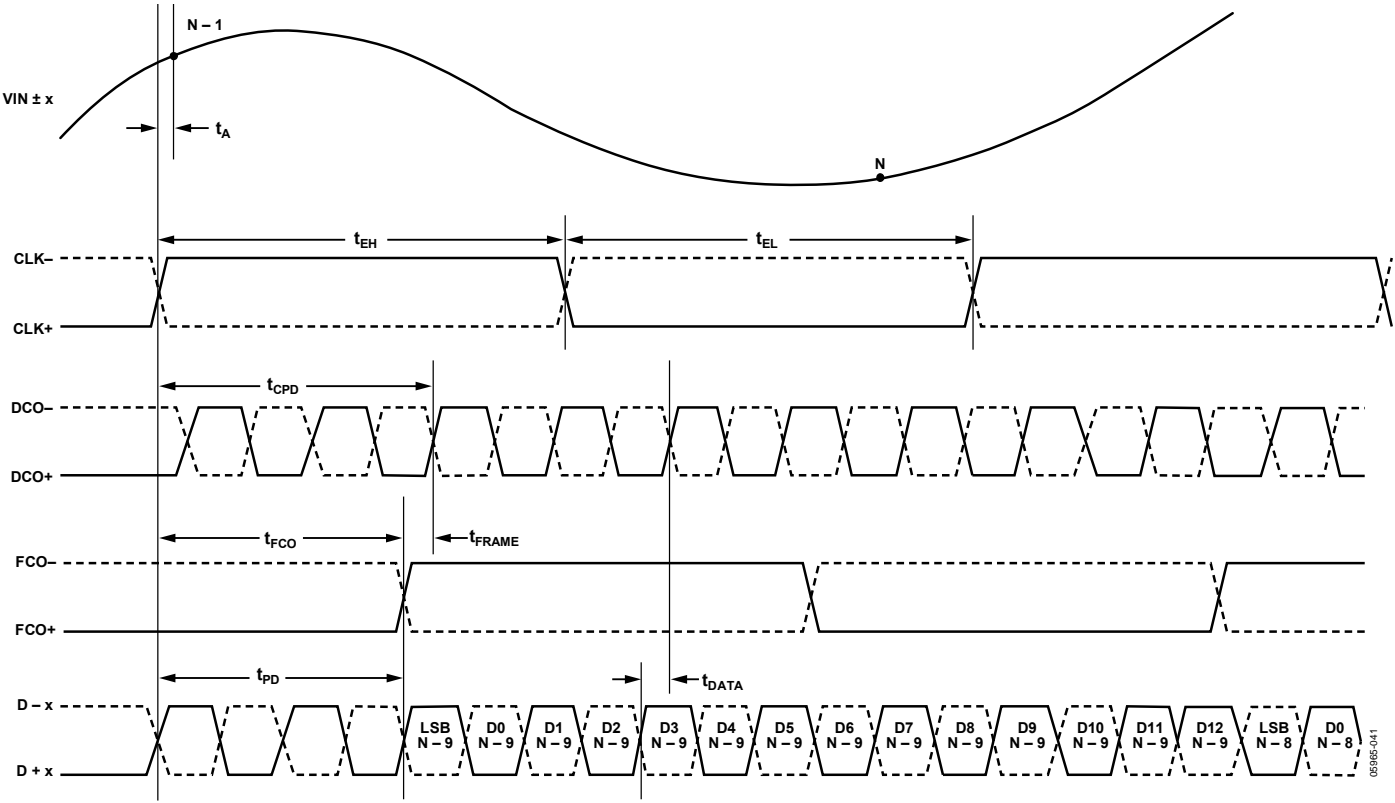 N – 1
VIN ± x
tA
N
tEH
tEL
CLK–
CLK+
tCPD
DCO–
DCO+
tFCO
tFRAME
FCO–
FCO+
tPD
tDATA
D – x
LSB D0 D1 D2 D3 D4 D5 D6 D7 D8 D9 D10 D11 D12 LSB D0
N – 9 N – 9 N – 9 N – 9 N – 9 N – 9 N – 9 N – 9 N – 9 N – 9 N – 9 N – 9 N – 9 N – 9 N – 8 N – 8
D + x
05965-041